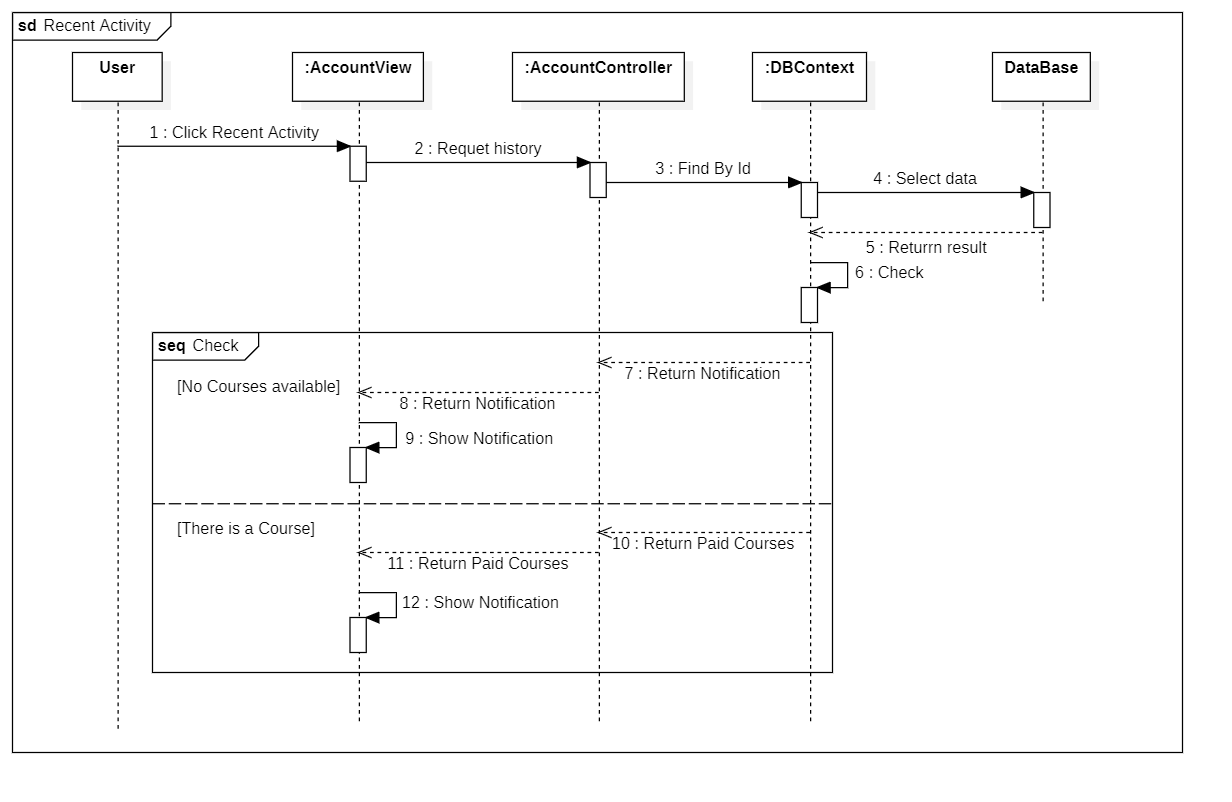 sd Recent Activity
User
:AccountView
:AccountController
:DBContext
DataBase
1 : Click Recent Activity
2 : Requet history
3 : Find By Id
4 : Select data
5 : Returrn result
6 : Check
seq Check
7 : Return Notification
[No Courses available]
8 : Return Notification
9 : Show Notification
[There is a Course]
10 : Return Paid Courses
11 : Return Paid Courses
12 : Show Notification